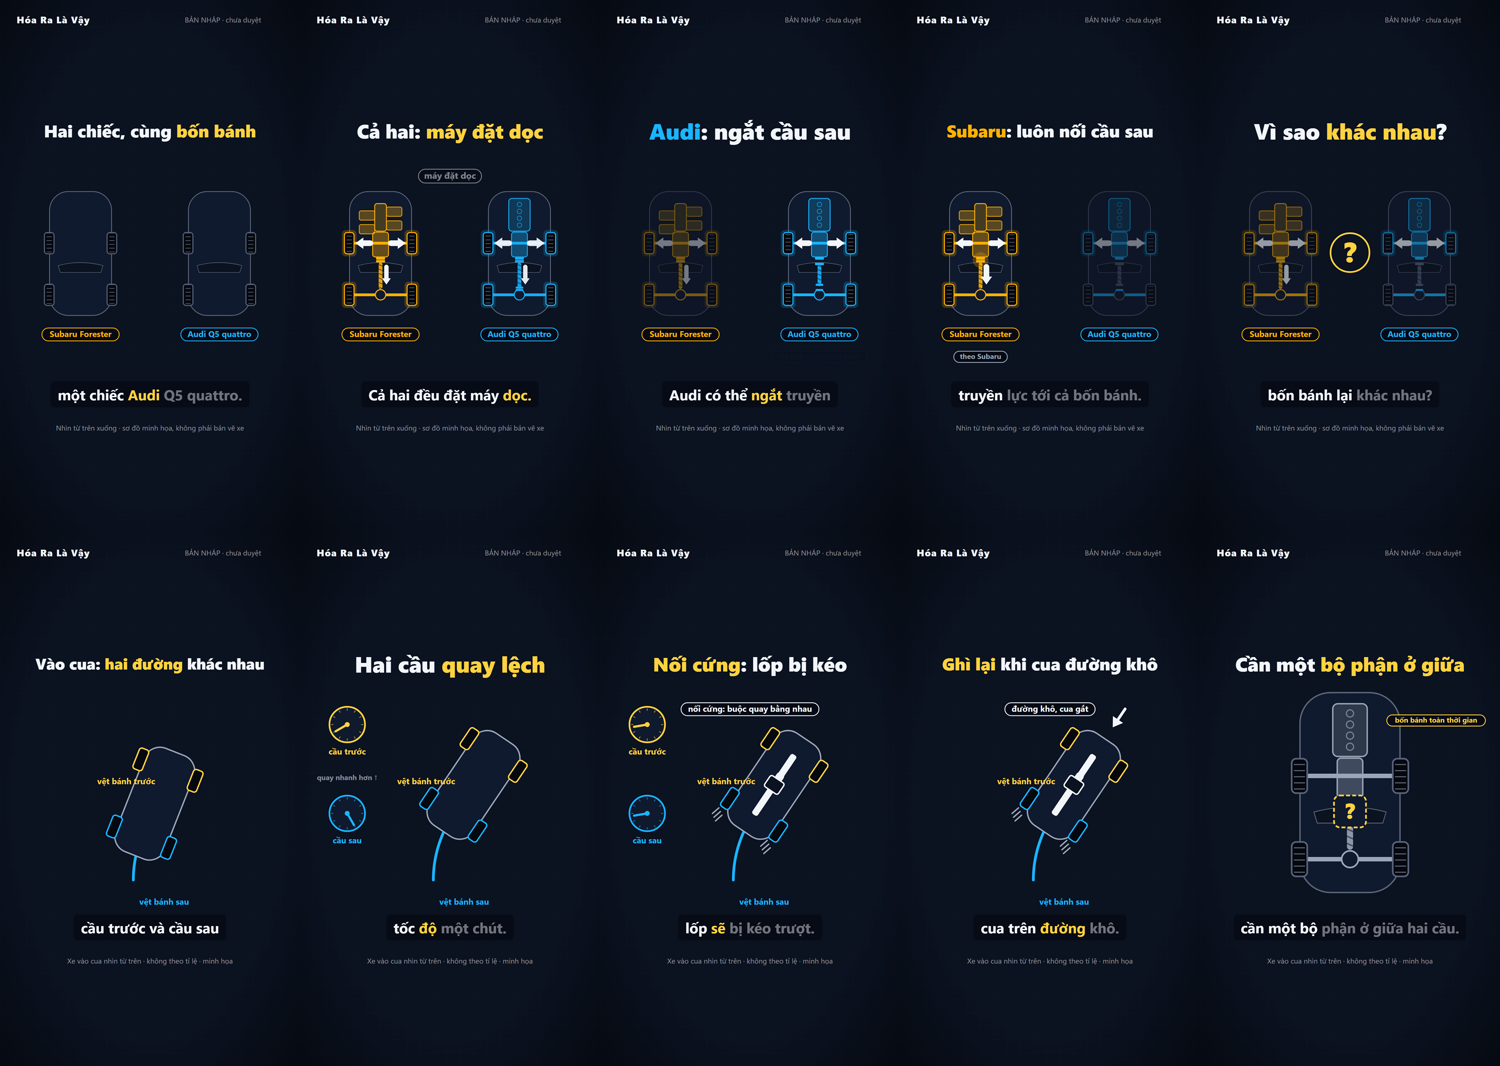 Hóa Ra Là Vậy
BẢN NHÁP · chưa duyệt
Hai chiếc, cùng bốn bánh
Subaru Forester
Audi Q5 quattro
một chiếc Audi Q5 quattro.
Nhìn từ trên xuống · sơ đồ minh họa, không phải bản vẽ xe
Hóa Ra Là Vậy
BẢN NHÁP · chưa duyệt
Cả hai: máy đặt dọc
máy đặt dọc
Subaru Forester
Audi Q5 quattro
Cả hai đều đặt máy dọc.
Nhìn từ trên xuống · sơ đồ minh họa, không phải bản vẽ xe
Hóa Ra Là Vậy
BẢN NHÁP · chưa duyệt
Audi: ngắt cầu sau
Subaru Forester
Audi Q5 quattro
Audi có thể ngắt truyền
Nhìn từ trên xuống · sơ đồ minh họa, không phải bản vẽ xe
Hóa Ra Là Vậy
BẢN NHÁP · chưa duyệt
Subaru: luôn nối cầu sau
Subaru Forester
Audi Q5 quattro
theo Subaru
truyền lực tới cả bốn bánh.
Nhìn từ trên xuống · sơ đồ minh họa, không phải bản vẽ xe
Hóa Ra Là Vậy
BẢN NHÁP · chưa duyệt
Vì sao khác nhau?
?
Subaru Forester
Audi Q5 quattro
bốn bánh lại khác nhau?
Nhìn từ trên xuống · sơ đồ minh họa, không phải bản vẽ xe
Hóa Ra Là Vậy
BẢN NHÁP · chưa duyệt
Vào cua: hai đường khác nhau
vệt bánh trước
vệt bánh sau
cầu trước và cầu sau
Xe vào cua nhìn từ trên · không theo tỉ lệ · minh họa
Hóa Ra Là Vậy
BẢN NHÁP · chưa duyệt
Hai cầu quay lệch
cầu trước
quay nhanh hơn ↑
vệt bánh trước
cầu sau
vệt bánh sau
tốc độ một chút.
Xe vào cua nhìn từ trên · không theo tỉ lệ · minh họa
Hóa Ra Là Vậy
BẢN NHÁP · chưa duyệt
Nối cứng: lốp bị kéo
nối cứng: buộc quay bằng nhau
cầu trước
vệt bánh trước
cầu sau
vệt bánh sau
lốp sẽ bị kéo trượt.
Xe vào cua nhìn từ trên · không theo tỉ lệ · minh họa
Hóa Ra Là Vậy
BẢN NHÁP · chưa duyệt
Ghì lại khi cua đường khô
đường khô, cua gắt
vệt bánh trước
vệt bánh sau
cua trên đường khô.
Xe vào cua nhìn từ trên · không theo tỉ lệ · minh họa
Hóa Ra Là Vậy
BẢN NHÁP · chưa duyệt
Cần một bộ phận ở giữa
bốn bánh toàn thời gian
?
cần một bộ phận ở giữa hai cầu.
Xe vào cua nhìn từ trên · không theo tỉ lệ · minh họa